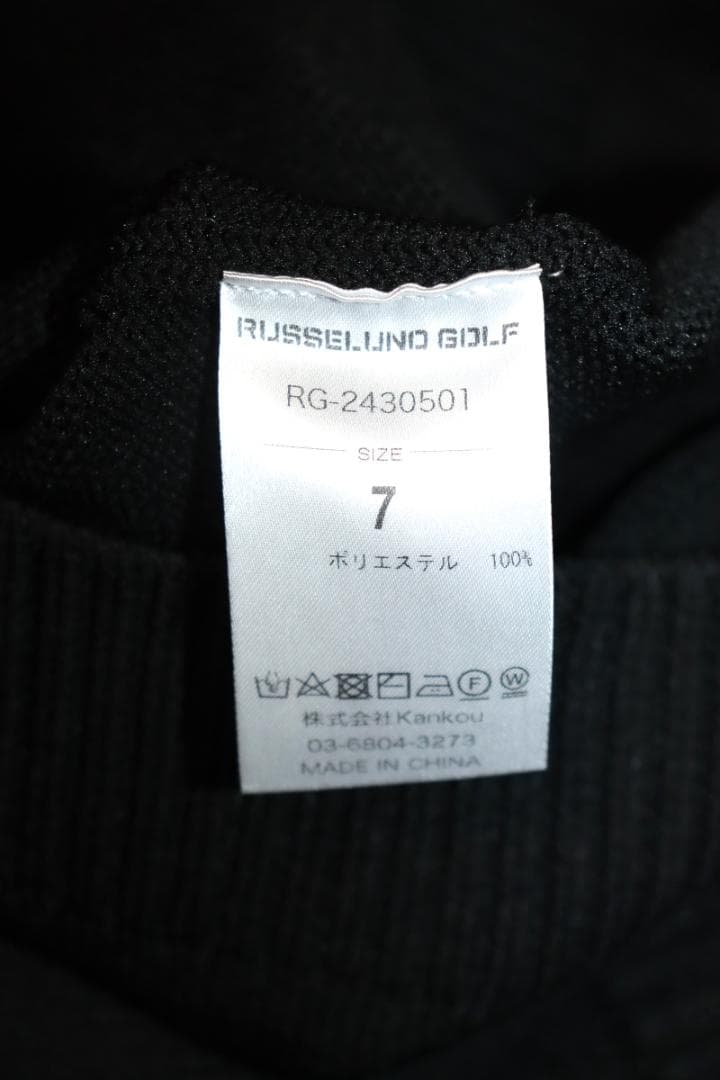 RUSSELUNO GOLF
RG-2430501
SIZE
7
ポリエステル 100%
F W
株式会社Kankou
03-6804-3273
MADE IN CHINA